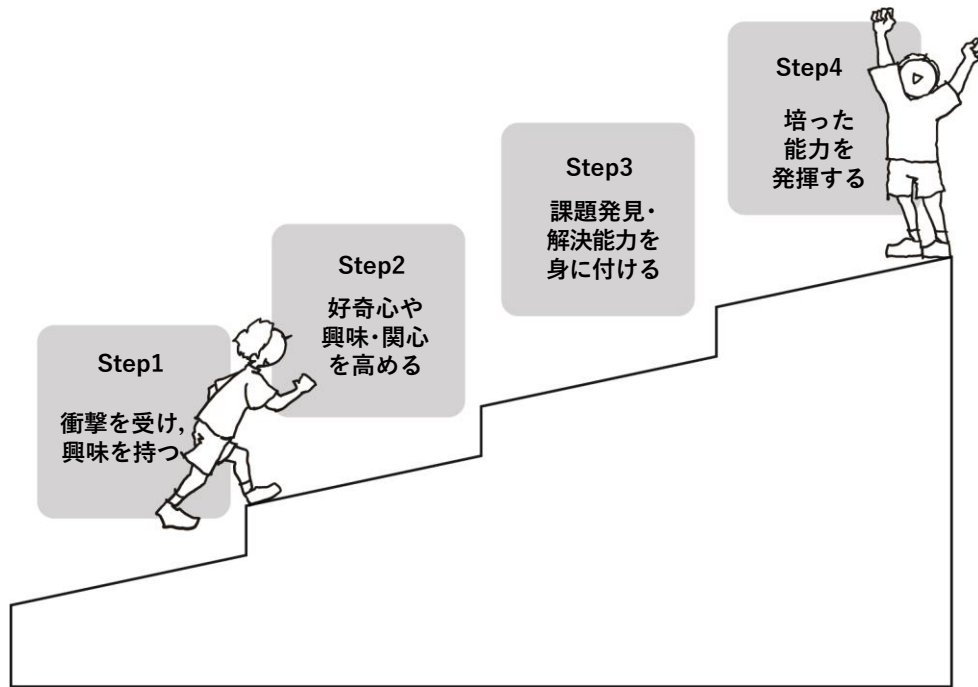 Step1
衝撃を受け,
興味を持つ
Step2
好奇心や
興味・関心
を高める
Step3
課題発見・
解決能力を
身に付ける
Step4
培った
能力を
発揮する